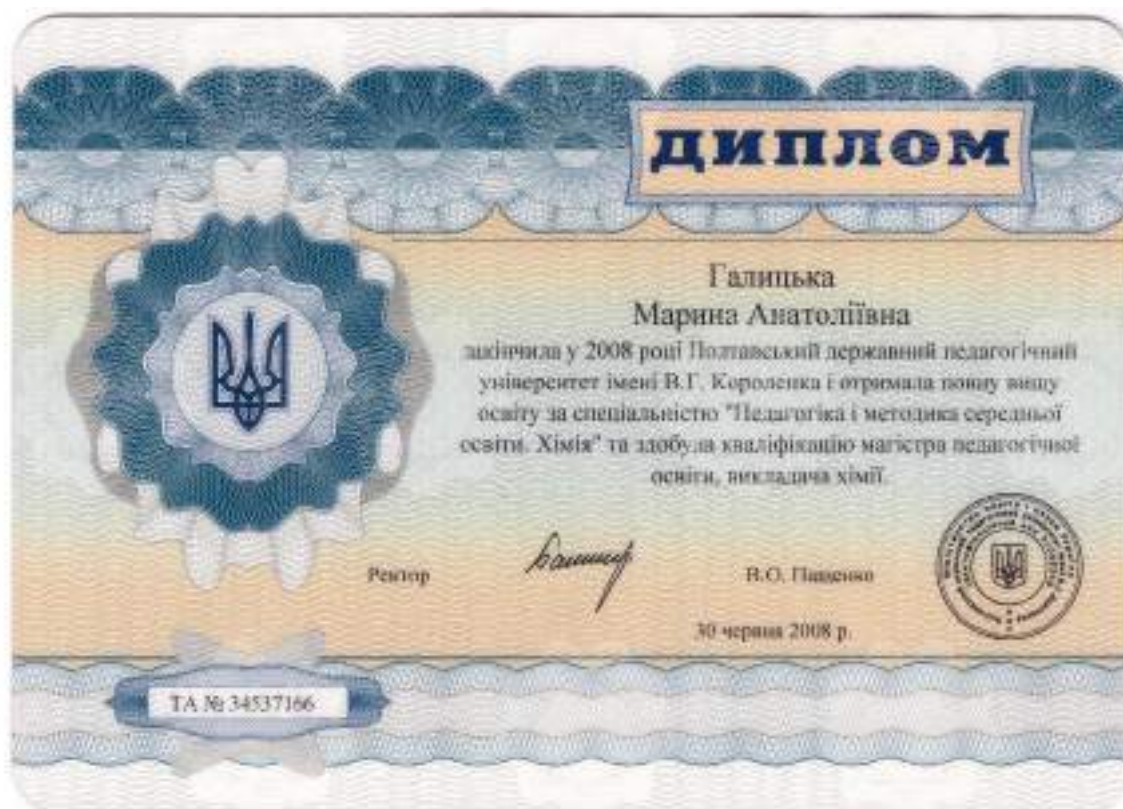 ДИПЛОМ
Галицька
Марина Анатоліївна
закінчила у 2008 році Полтавський державний педагогічний
університет імені В.Г. Короленка і отримала повну вищу
освіту за спеціальністю "Педагогіка і методика середньої
освіти. Хімія" та здобула кваліфікацію магістра педагогічної
освіти, викладача хімії.
Ректор
В.О. Пащенко
30 червня 2008 р.
ТА № 34537166